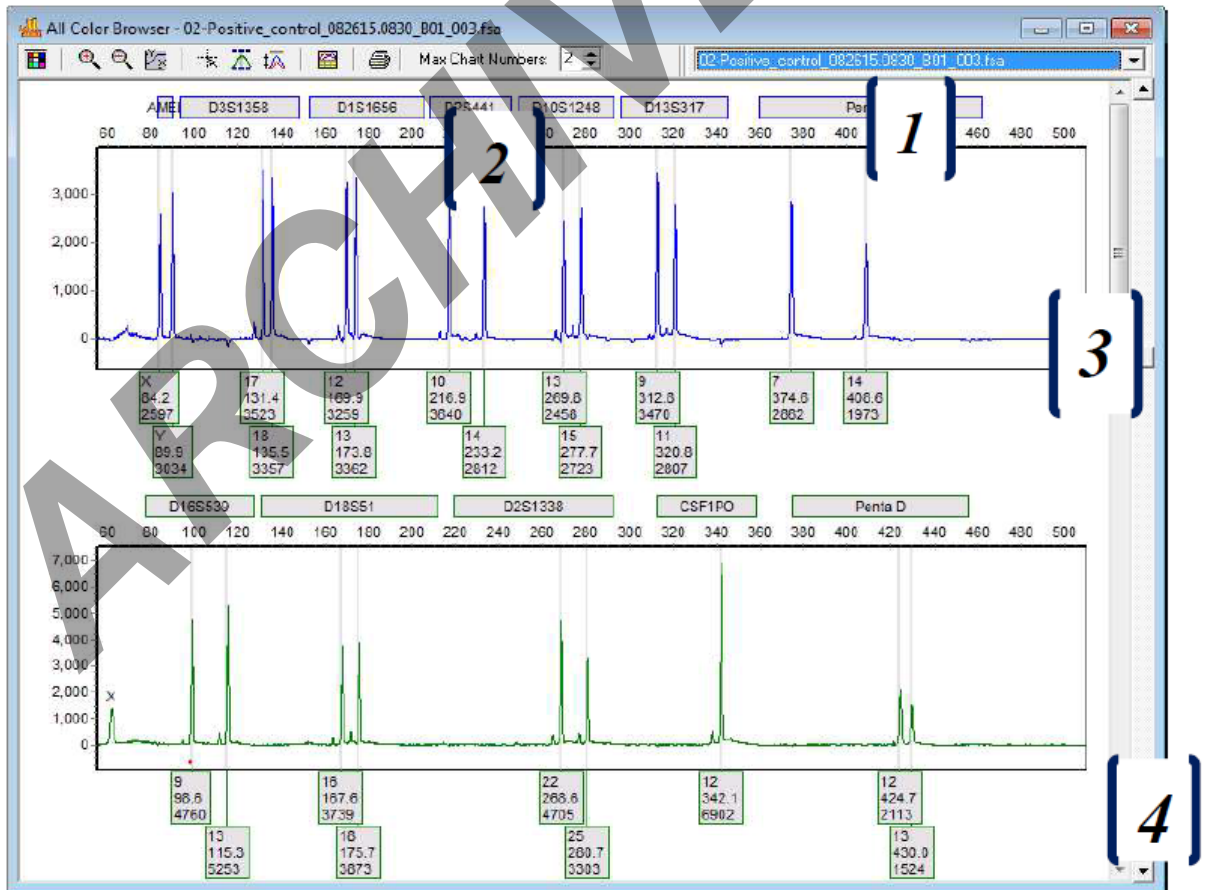 All Color Browser - 02-Positive_control_082615.0830_B01_003.fsa
Max Chart Numbers: 2 02-Positive_control_082615.0830_B01_003.fsa
D3S1358 D1S1656 D2S441 D10S1248 D13S317
60 80 100 120 140 160 180 200 220 280 300 320 340 360 380 400 460 480 500
1
2
3,000
2,000
1,000
0
3
X 17 12 10 13 9 7 14
84.2 131.4 169.9 216.9 269.8 312.8 374.6 408.6
2597 3523 3259 3640 2458 3470 2862 1973
Y 18 13 14 15 11
89.9 135.5 173.8 233.2 277.7 320.8
3034 3357 3362 2812 2723 2807
D16S539 D18S51 D2S1338 CSF1PO Penta D
60 80 100 120 140 160 180 200 220 240 260 280 300 320 340 360 380 400 420 440 460 480 500
7,000
6,000
5,000
4,000
3,000
2,000
1,000
0
X
9 16 22 12 12
98.6 167.6 268.6 342.1 424.7
4760 3739 4705 6902 2113
13 18 25 13
115.3 175.7 280.7 430.0
5253 3873 3303 1524
4